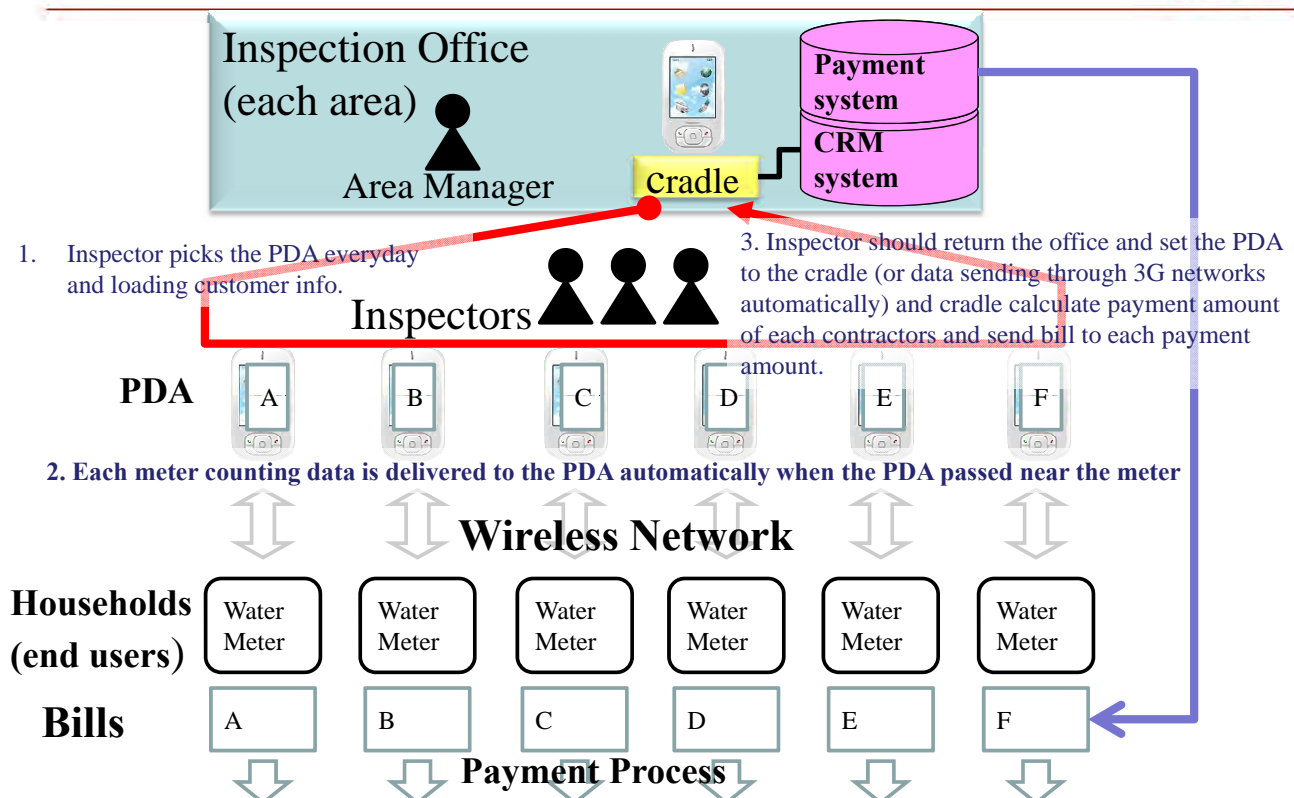 Inspection Office
(each area)
Payment
system
CRM
system
Area Manager
cradle
1. Inspector picks the PDA everyday
and loading customer info.
3. Inspector should return the office and set the PDA
to the cradle (or data sending through 3G networks
automatically) and cradle calculate payment amount
of each contractors and send bill to each payment
amount.
Inspectors
PDA
A
B
C
D
E
F
2. Each meter counting data is delivered to the PDA automatically when the PDA passed near the meter
Wireless Network
Households
(end users)
Water
Meter
Water
Meter
Water
Meter
Water
Meter
Water
Meter
Water
Meter
Bills
A
B
C
D
E
F
Payment Process